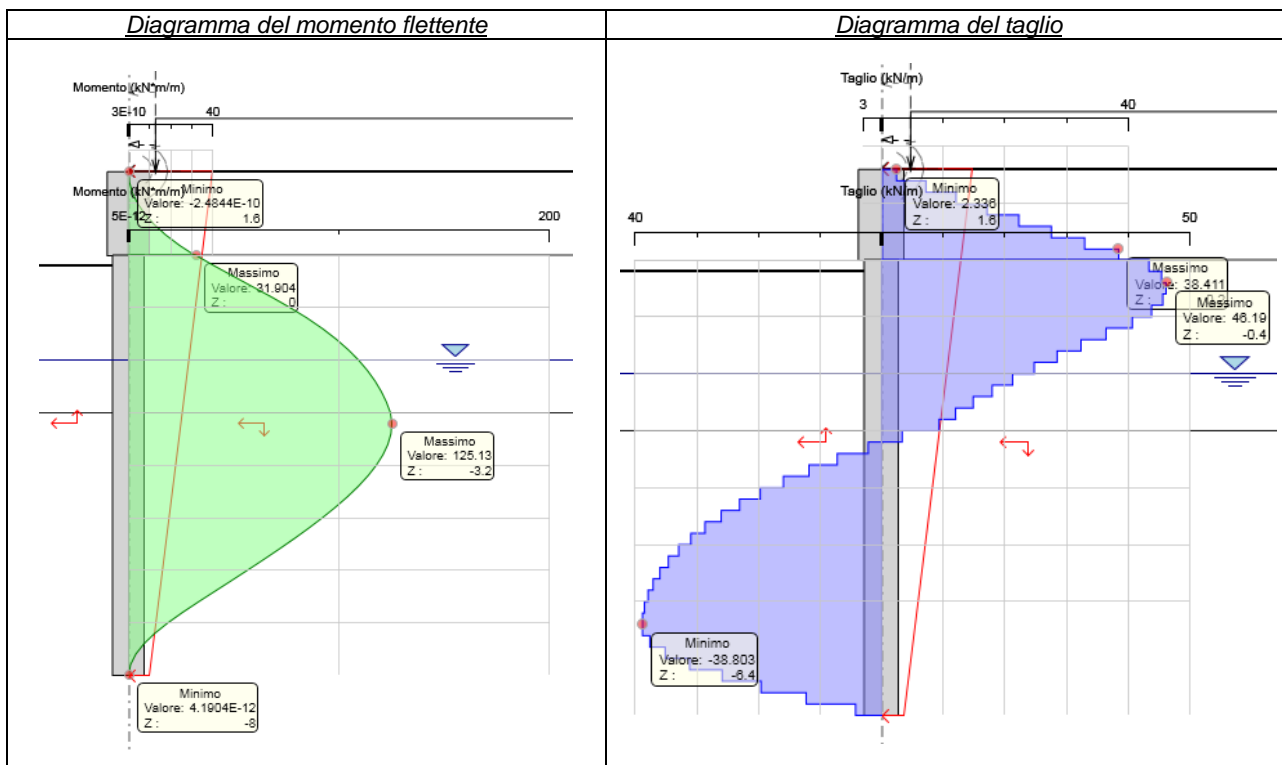 Diagramma del momento flettente
Momento (kN*m/m)
3E-10 40
Momento (kN*m/m)
Minimo
Valore: -2.4844E-10
Z : 1.6
5E-12 200
Massimo
Valore: 31.904
Z : 0
Massimo
Valore: 125.13
Z : -3.2
Minimo
Valore: 4.1904E-12
Z : -8
Diagramma del taglio
Taglio (kN/m)
3 40
Taglio (kN/m)
Minimo
Valore: 2.336
Z : 1.6
40 50
Massimo
Valore: 38.411
Z :
Massimo
Valore: 46.19
Z : -0.4
Minimo
Valore: -38.803
Z : -6.4